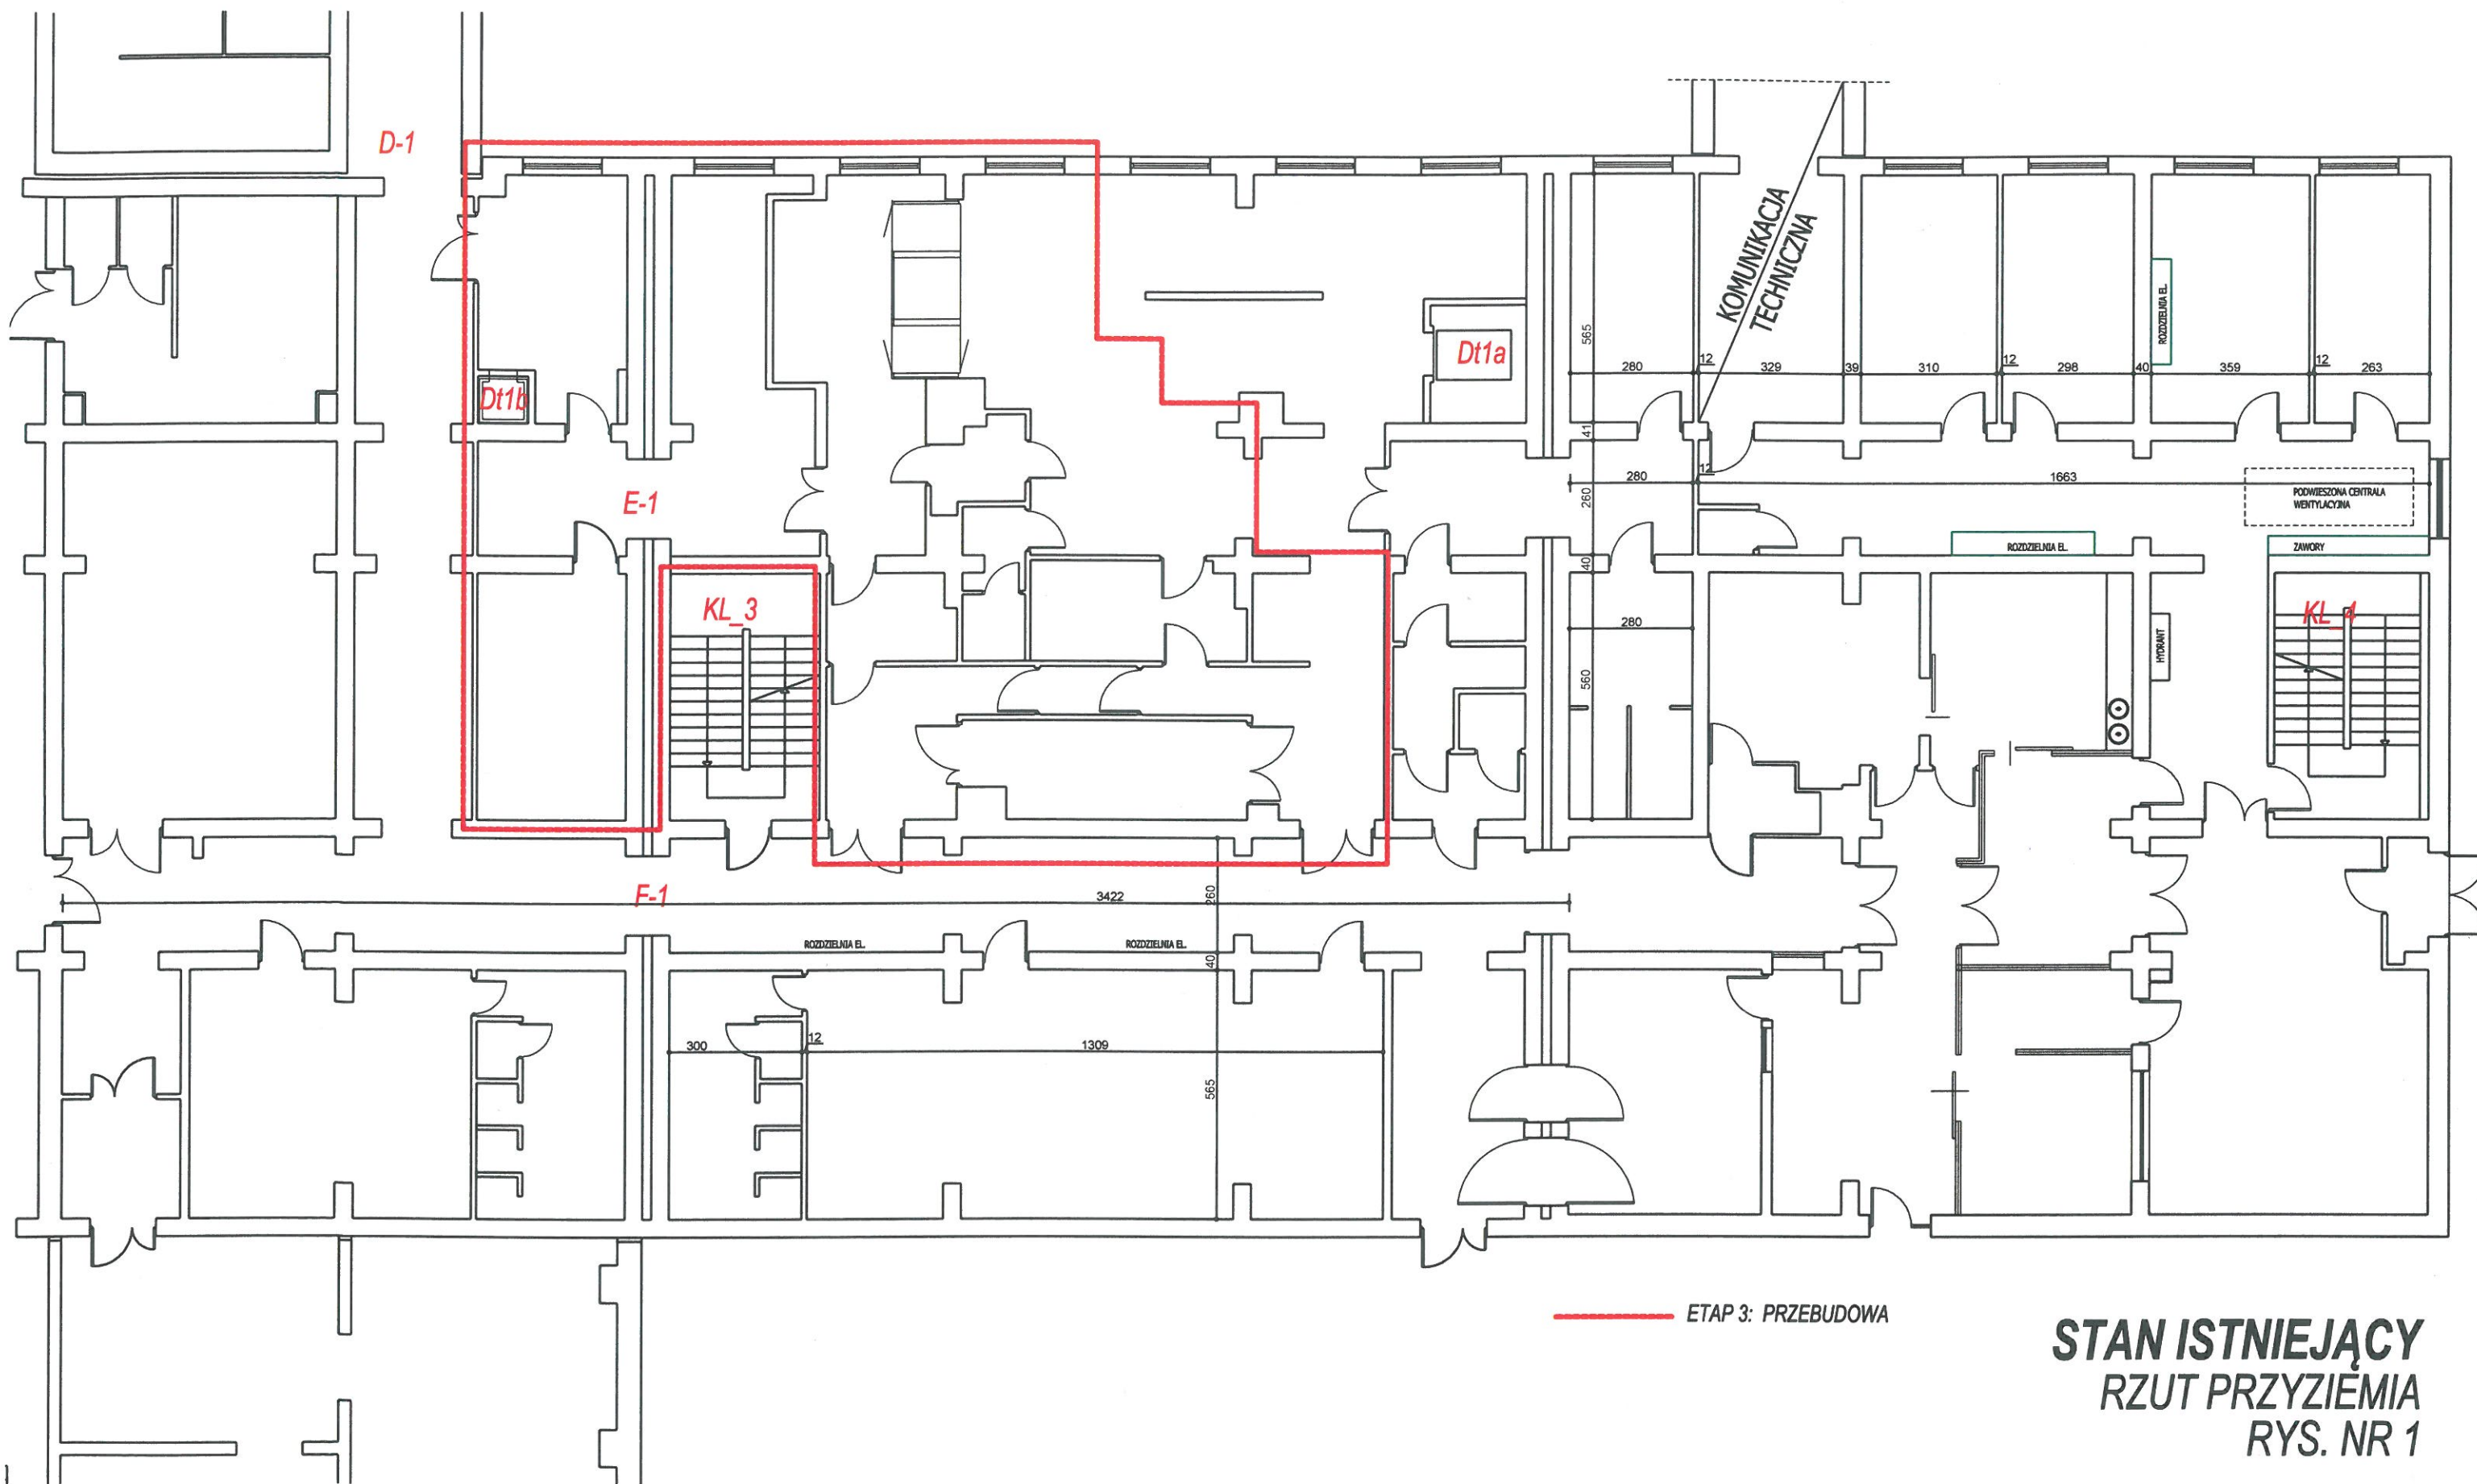 D-1
KOMUNIKACJA
TECHNICZNA
ROZDZIELNIA EL.
Dt1a
Dt1b
565
280
12
329
39
310
12
298
40
359
12
263
41
E-1
280
12
1663
260
PODWIESZONA CENTRALA
WENTYLACYJNA
ROZDZIELNIA EL.
ZAWORY
40
KL_3
KL_4
280
HYDRANT
560
F-1
3422
260
ROZDZIELNIA EL.
ROZDZIELNIA EL.
40
300
12
1309
565
ETAP 3: PRZEBUDOWA
STAN ISTNIEJĄCY
RZUT PRZYZIEMIA
RYS. NR 1